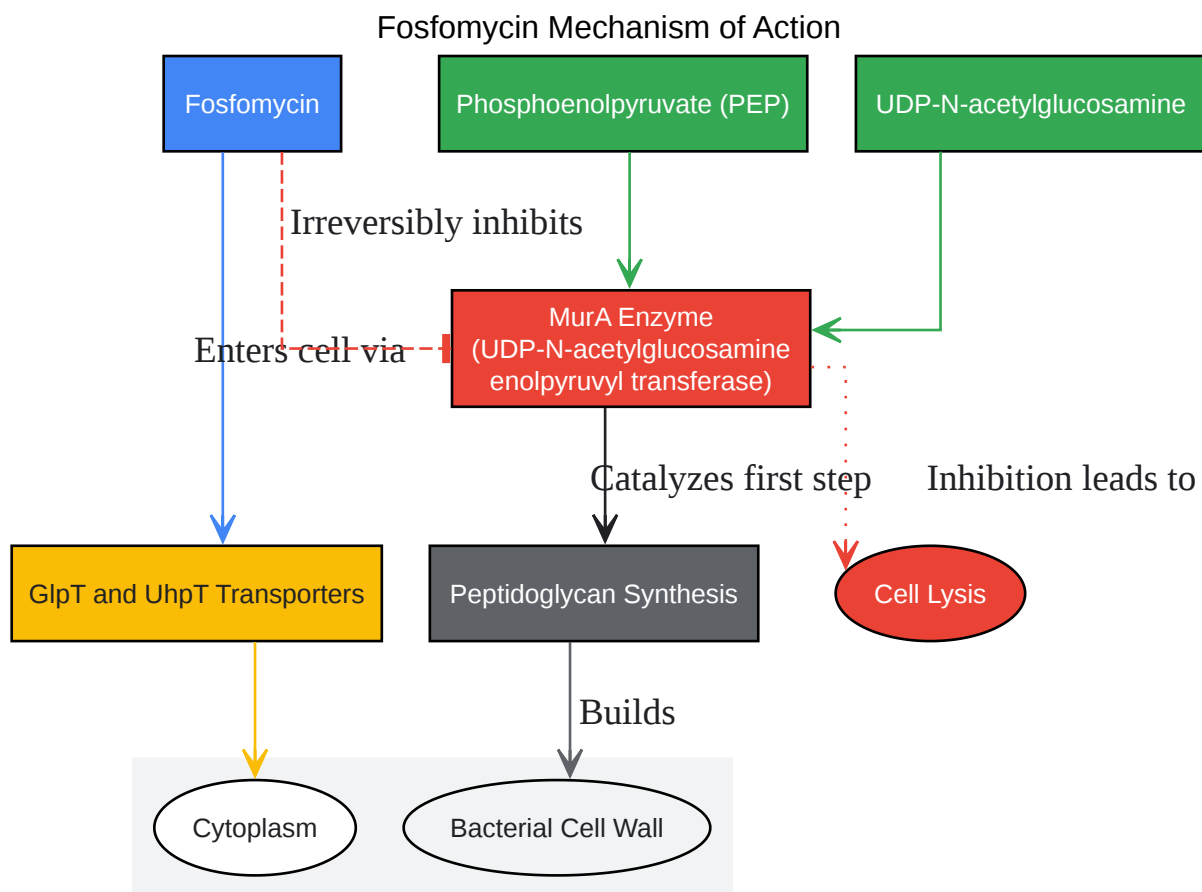 Fosfomycin Mechanism of Action
Fosfomycin
Phosphoenolpyruvate (PEP)
UDP-N-acetylglucosamine
Irreversibly inhibits
MurA Enzyme
(UDP-N-acetylglucosamine
enolpyruvyl transferase)
Enters cell via
Catalyzes first step
Inhibition leads to
GlpT and UhpT Transporters
Peptidoglycan Synthesis
Cell Lysis
Builds
Cytoplasm
Bacterial Cell Wall